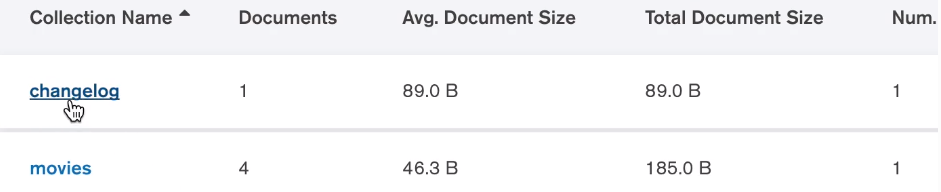 Collection Name Documents Avg. Document Size Total Document Size Num.
changelog 1 89.0 B 89.0 B 1
movies 4 46.3 B 185.0 B 1